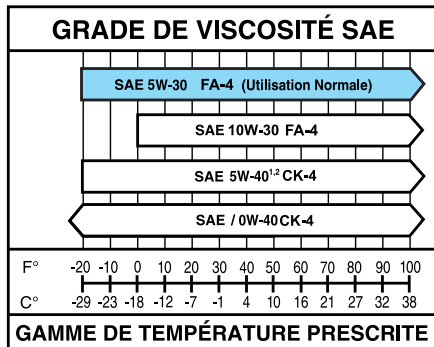 GRADE DE VISCOSITÉ SAE
SAE 5W-30 FA-4 (Utilisation Normale)
SAE 10W-30 FA-4
SAE 5W-40¹,² CK-4
SAE / 0W-40 CK-4
F° -20 -10 0 10 20 30 40 50 60 70 80 90 100
C° -29 -23 -18 -12 -7 -1 4 10 16 21 27 32 38
GAMME DE TEMPÉRATURE PRESCRITE